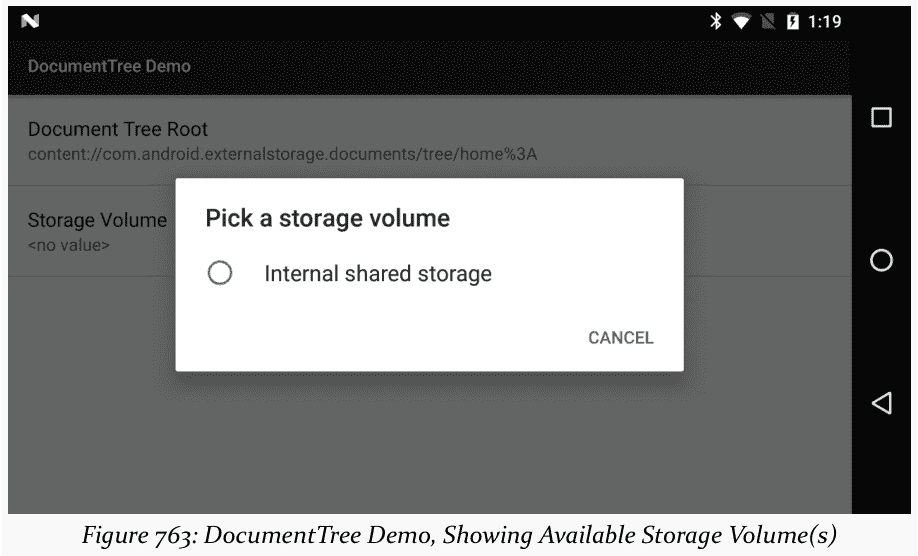 1:19
DocumentTree Demo
Document Tree Root
content://com.android.externalstorage.documents/tree/home%3A
Storage Volume
<no value>
Pick a storage volume
Internal shared storage
CANCEL
Figure 763: DocumentTree Demo, Showing Available Storage Volume(s)